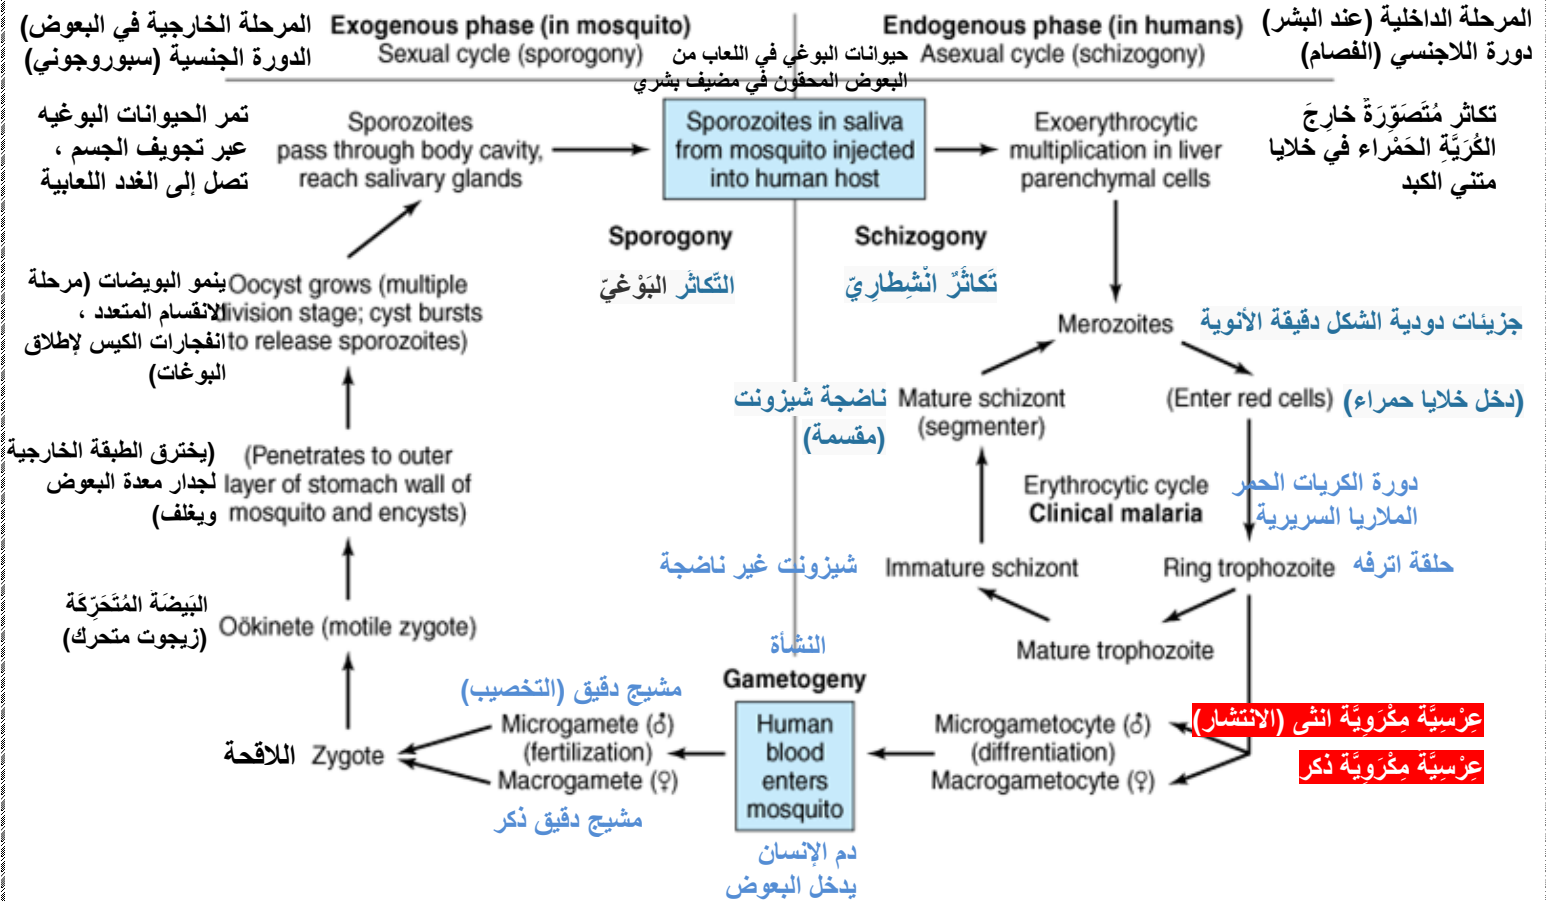 المرحلة الخارجية في البعوض)
الدورة الجنسية (سبوروجوني)
Exogenous phase (in mosquito)
Sexual cycle (sporogony)
Endogenous phase (in humans)
Asexual cycle (schizogony)
المرحلة الداخلية (عند البشر)
دورة اللاجنسي (الفصام)
حيوانات البوغي في اللعاب من
البعوض المحقون في مضيف بشري
تمر الحيوانات البوغيه
عبر تجويف الجسم ،
تصل إلى الغدد اللعابية
Sporozoites
pass through body cavity,
reach salivary glands
Sporozoites in saliva
from mosquito injected
into human host
Exoerythrocytic
multiplication in liver
parenchymal cells
تكاثر مُتَصَوِّرَةٌ خارِجَ
الكُرَيَّةِ الحَمْراء في خلايا
متني الكبد
Sporogony
التَّكاثُر البَوْغيّ
Schizogony
تَكاثُرٌ انْشِطارِيّ
ينمو البويضات (مرحلة
الانقسام المتعدد ،
انفجارات الكيس لإطلاق
البوغات)
Oocyst grows (multiple
division stage; cyst bursts
to release sporozoites)
Merozoites
جزيئات دودية الشكل دقيقة الأنوية
ناضجة شيزونت
(مقسمة)
Mature schizont
(segmenter)
(Enter red cells)
(دخل خلايا حمراء)
(يخترق الطبقة الخارجية
لجدار معدة البعوض
ويغلف)
(Penetrates to outer
layer of stomach wall of
mosquito and encysts)
Erythrocytic cycle
Clinical malaria
دورة الكريات الحمر
الملاريا السريرية
شيزونت غير ناضجة
Immature schizont
Ring trophozoite
حلقة اترفه
البَيضَةُ المُتَحَرِّكَة
(زيجوت متحرك)
Oökinete (motile zygote)
Mature trophozoite
النشأة
Gametogeny
مشيج دقيق (التخصيب)
Microgamete (♂)
(fertilization)
Macrogamete (♀)
مشيج دقيق ذكر
اللاقحة
Zygote
Human
blood
enters
mosquito
دم الإنسان
يدخل البعوض
Microgametocyte (♂)
(diffrentiation)
Macrogametocyte (♀)
عِرْسِيَّة مِكْرَوِيَّة انثى (الانتشار)
عِرْسِيَّة مِكْرَوِيَّة ذكر